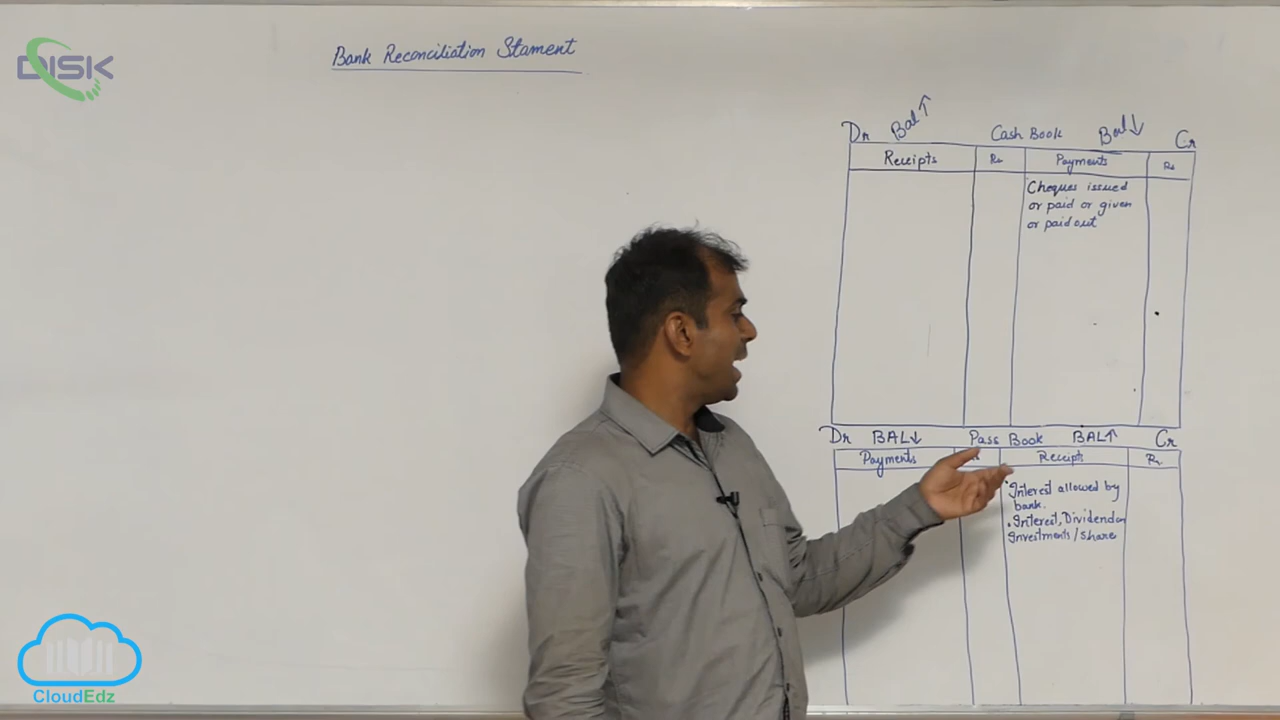 DISK
Bank Reconciliation Stament
Dr Bal↑ Cash Book Bal↓ Cr
Receipts Rs Payments Rs
Cheques issued
or paid or given
or paid out
Dr BAL↓ Pass Book BAL↑ Cr
Payments Receipts Rs
• Interest allowed by
bank.
• Interest, Dividend on
Investments/share
CloudEdz